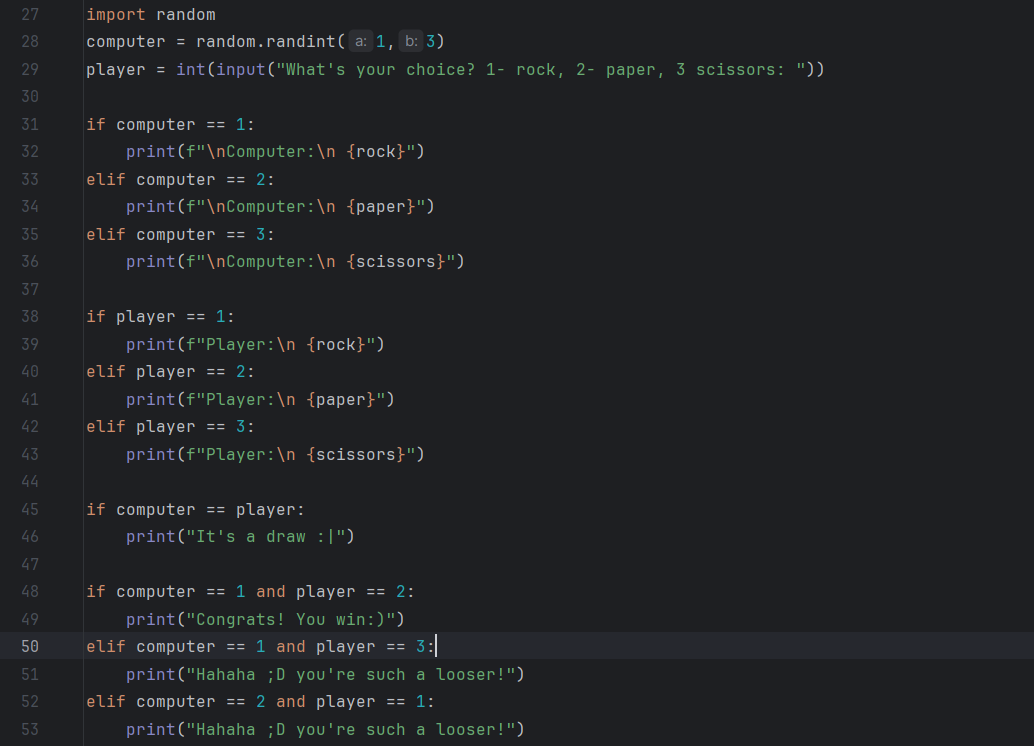 27 import random
28 computer = random.randint( a: 1, b: 3)
29 player = int(input("What's your choice? 1- rock, 2- paper, 3 scissors: "))
30
31 if computer == 1:
32     print(f"\nComputer:\n {rock}")
33 elif computer == 2:
34     print(f"\nComputer:\n {paper}")
35 elif computer == 3:
36     print(f"\nComputer:\n {scissors}")
37
38 if player == 1:
39     print(f"Player:\n {rock}")
40 elif player == 2:
41     print(f"Player:\n {paper}")
42 elif player == 3:
43     print(f"Player:\n {scissors}")
44
45 if computer == player:
46     print("It's a draw :|")
47
48 if computer == 1 and player == 2:
49     print("Congrats! You win:)")
50 elif computer == 1 and player == 3:
51     print("Hahaha ;D you're such a looser!")
52 elif computer == 2 and player == 1:
53     print("Hahaha ;D you're such a looser!")